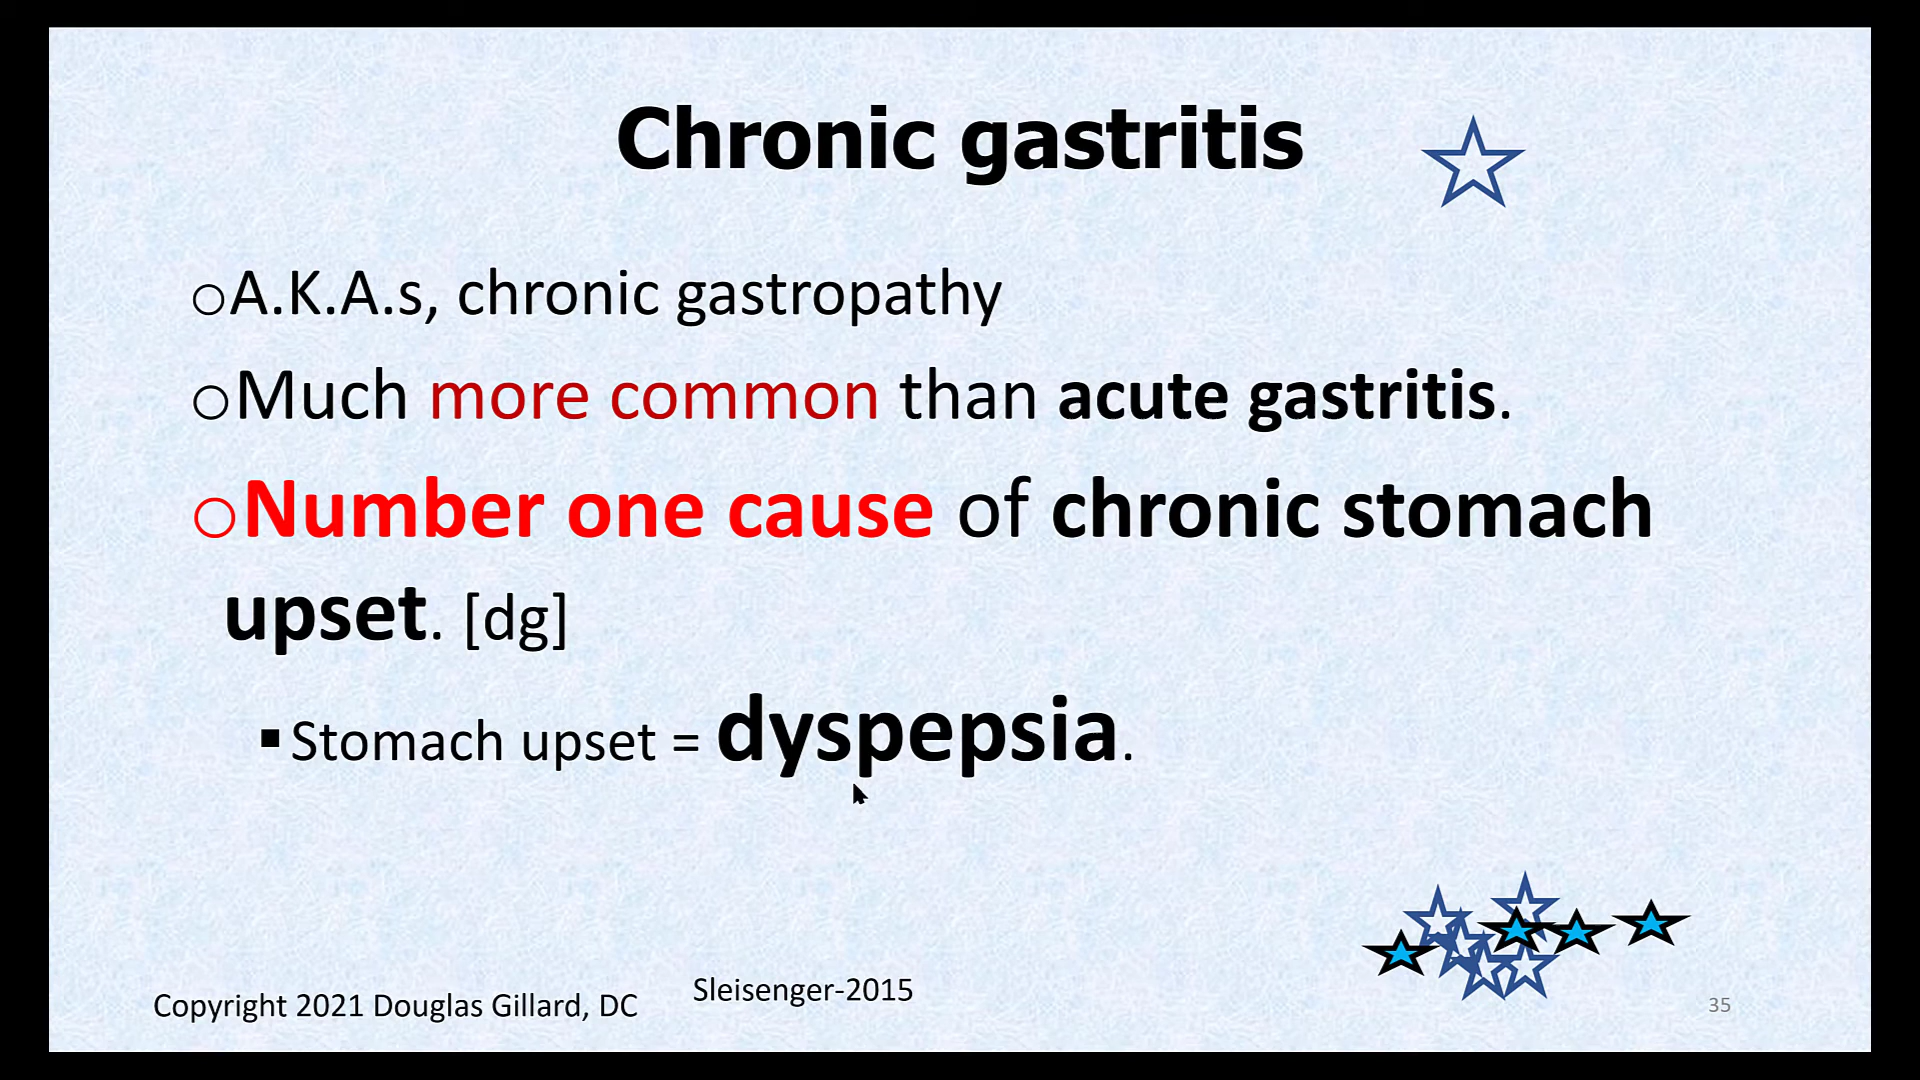 Chronic gastritis
oA.K.A.s, chronic gastropathy
oMuch more common than acute gastritis.
oNumber one cause of chronic stomach
upset. [dg]
▪Stomach upset = dyspepsia.
Sleisenger-2015
Copyright 2021 Douglas Gillard, DC
35